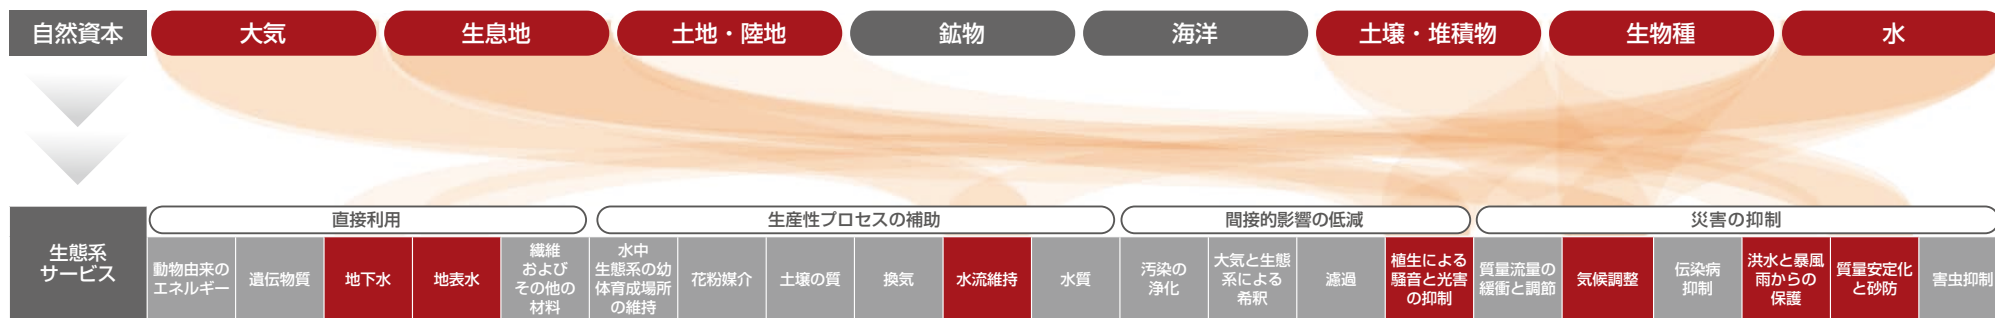 自然資本
大気
生息地
土地・陸地
鉱物
海洋
土壌・堆積物
生物種
水
生態系
サービス
直接利用
生産性プロセスの補助
間接的影響の低減
災害の抑制
動物由来の
エネルギー
遺伝物質
地下水
地表水
繊維
および
その他の
材料
水中
生態系の幼
体育成場所
の維持
花粉媒介
土壌の質
換気
水流維持
水質
汚染の
浄化
大気と生態
系による
希釈
濾過
植生による
騒音と光害
の抑制
質量流量の
緩衝と調節
気候調整
伝染病
抑制
洪水と暴風
雨からの
保護
質量安定化
と砂防
害虫抑制